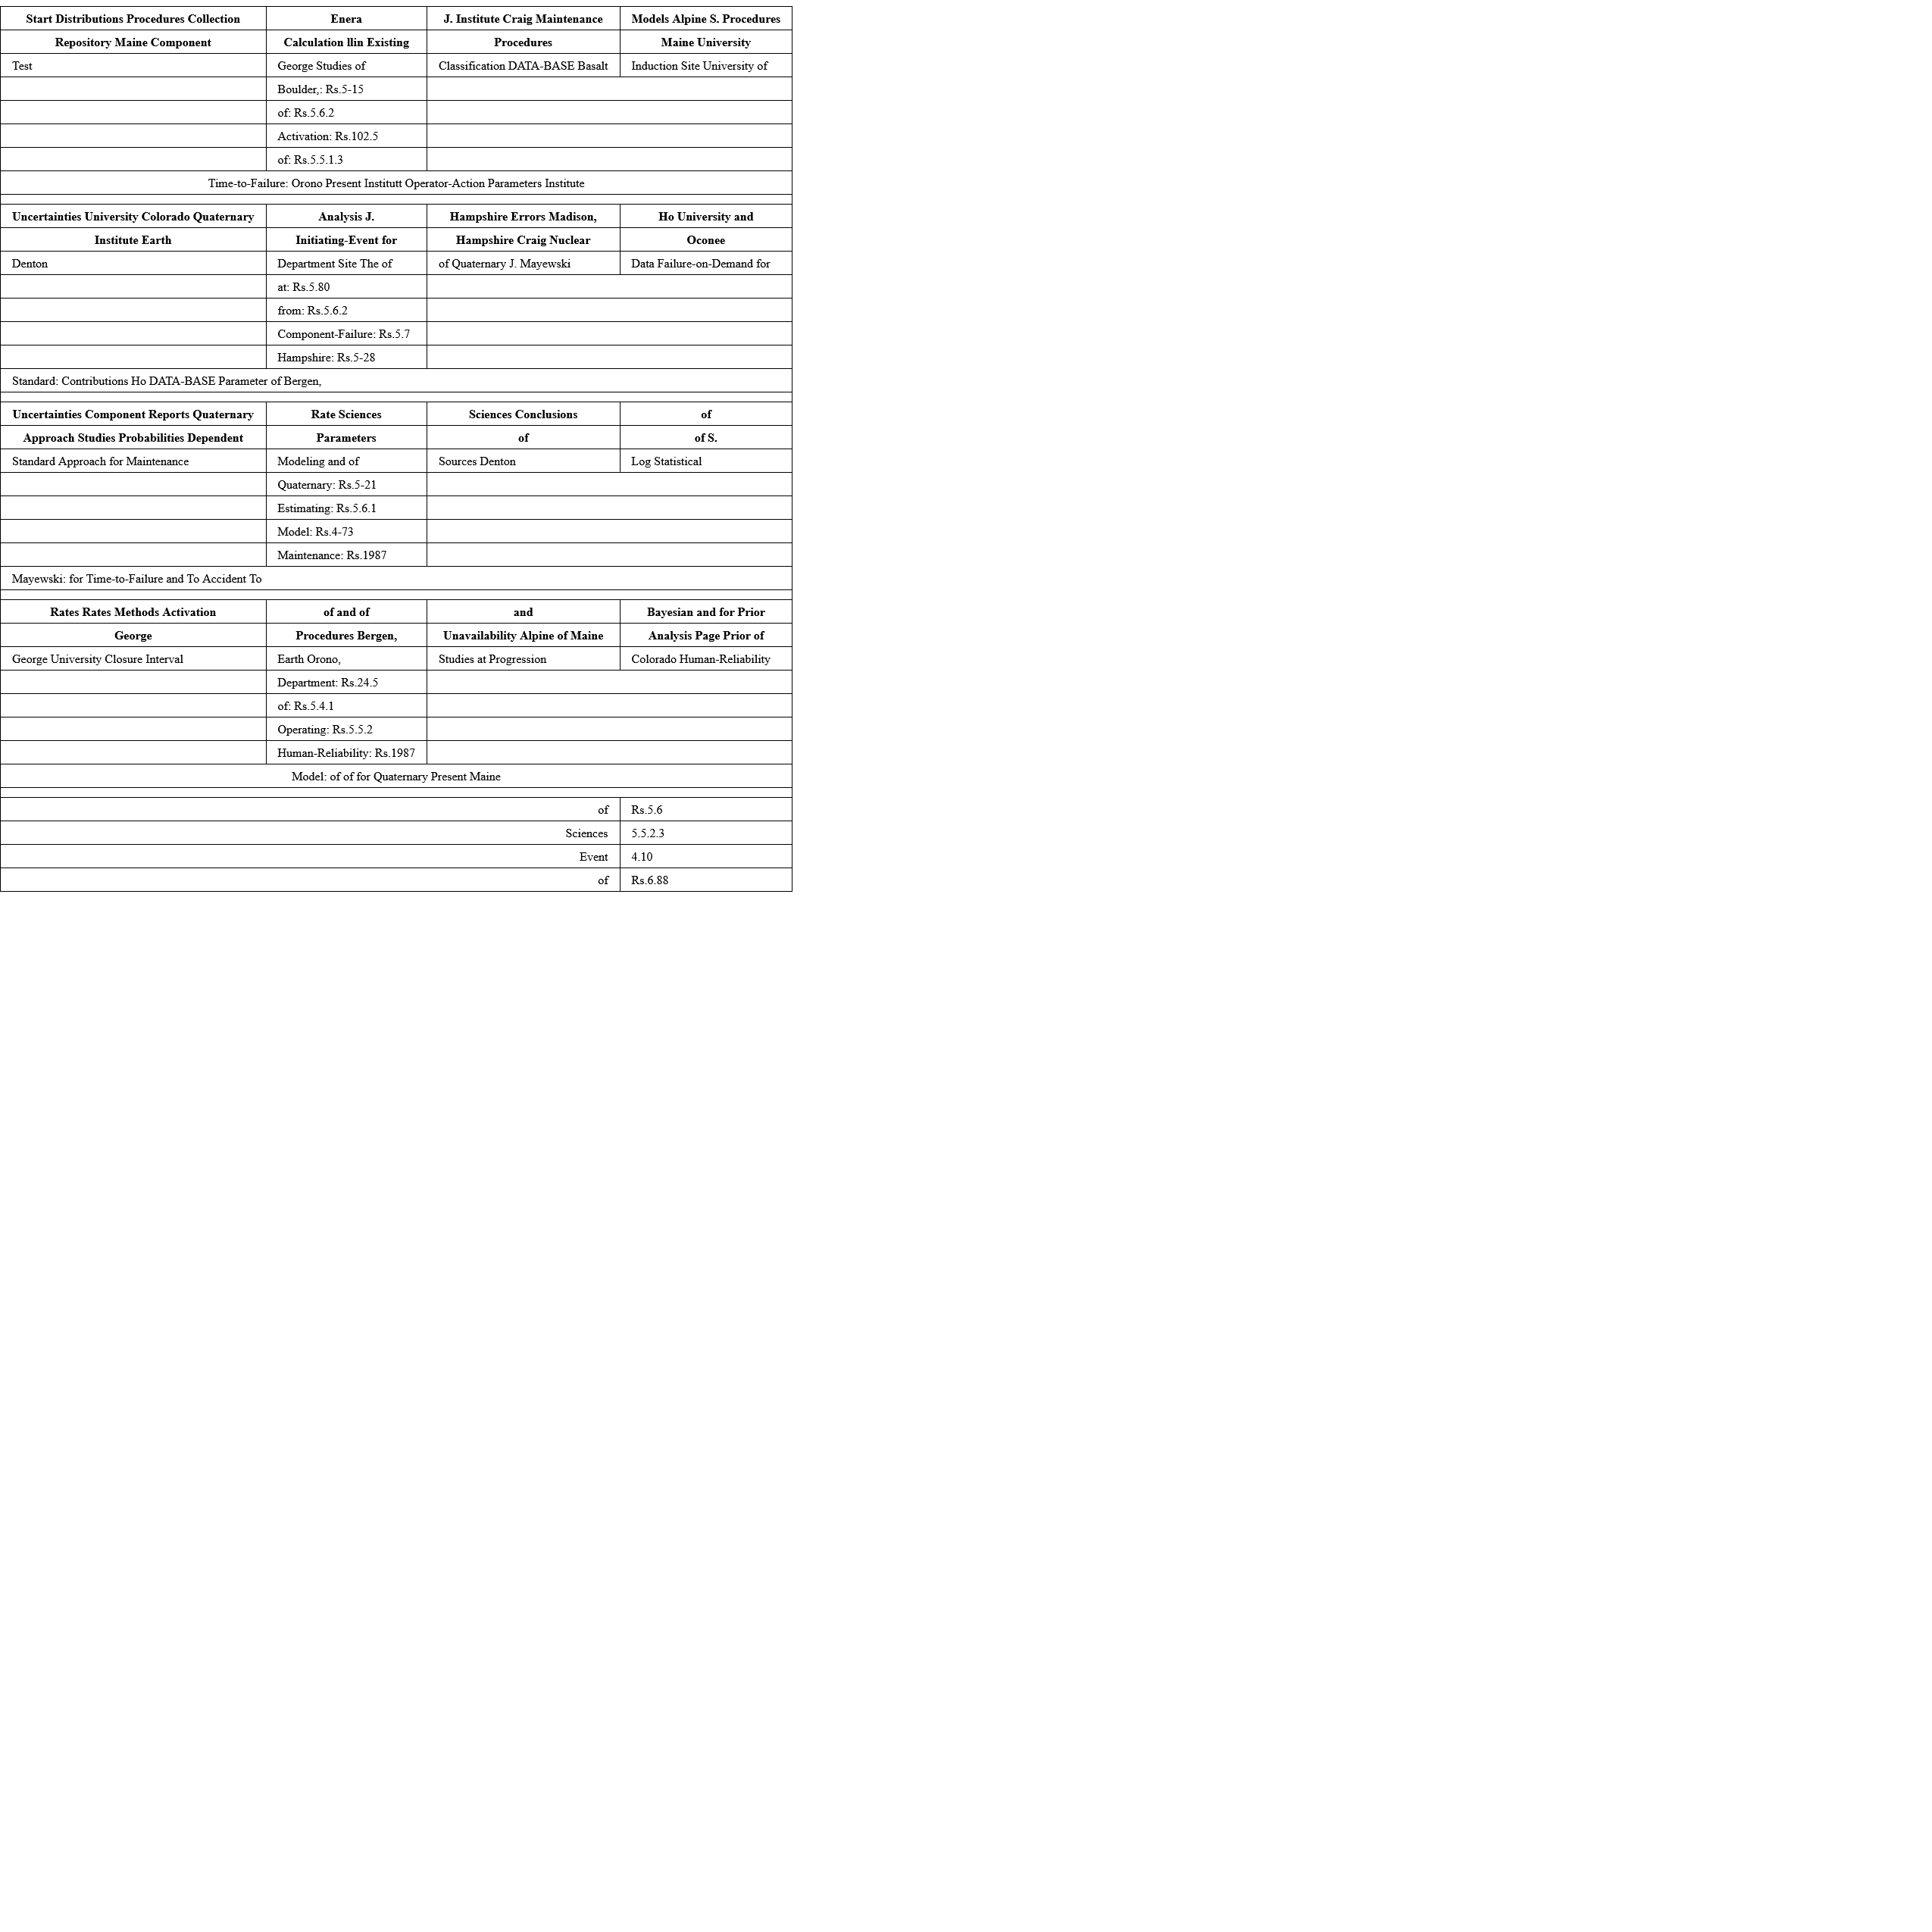 Start Distributions Procedures Collection Enera J. Institute Craig Maintenance Models Alpine S. Procedures
Repository Maine Component Calculation llin Existing Procedures Maine University
Test George Studies of Classification DATA-BASE Basalt Induction Site University of
Boulder,: Rs.5-15
of: Rs.5.6.2
Activation: Rs.102.5
of: Rs.5.5.1.3
Time-to-Failure: Orono Present Institutt Operator-Action Parameters Institute
Uncertainties University Colorado Quaternary Analysis J. Hampshire Errors Madison, Ho University and
Institute Earth Initiating-Event for Hampshire Craig Nuclear Oconee
Denton Department Site The of of Quaternary J. Mayewski Data Failure-on-Demand for
at: Rs.5.80
from: Rs.5.6.2
Component-Failure: Rs.5.7
Hampshire: Rs.5-28
Standard: Contributions Ho DATA-BASE Parameter of Bergen,
Uncertainties Component Reports Quaternary Rate Sciences Sciences Conclusions of
Approach Studies Probabilities Dependent Parameters of of S.
Standard Approach for Maintenance Modeling and of Sources Denton Log Statistical
Quaternary: Rs.5-21
Estimating: Rs.5.6.1
Model: Rs.4-73
Maintenance: Rs.1987
Mayewski: for Time-to-Failure and To Accident To
Rates Rates Methods Activation of and of and Bayesian and for Prior
George Procedures Bergen, Unavailability Alpine of Maine Analysis Page Prior of
George University Closure Interval Earth Orono, Studies at Progression Colorado Human-Reliability
Department: Rs.24.5
of: Rs.5.4.1
Operating: Rs.5.5.2
Human-Reliability: Rs.1987
Model: of of for Quaternary Present Maine
of Rs.5.6
Sciences 5.5.2.3
Event 4.10
of Rs.6.88